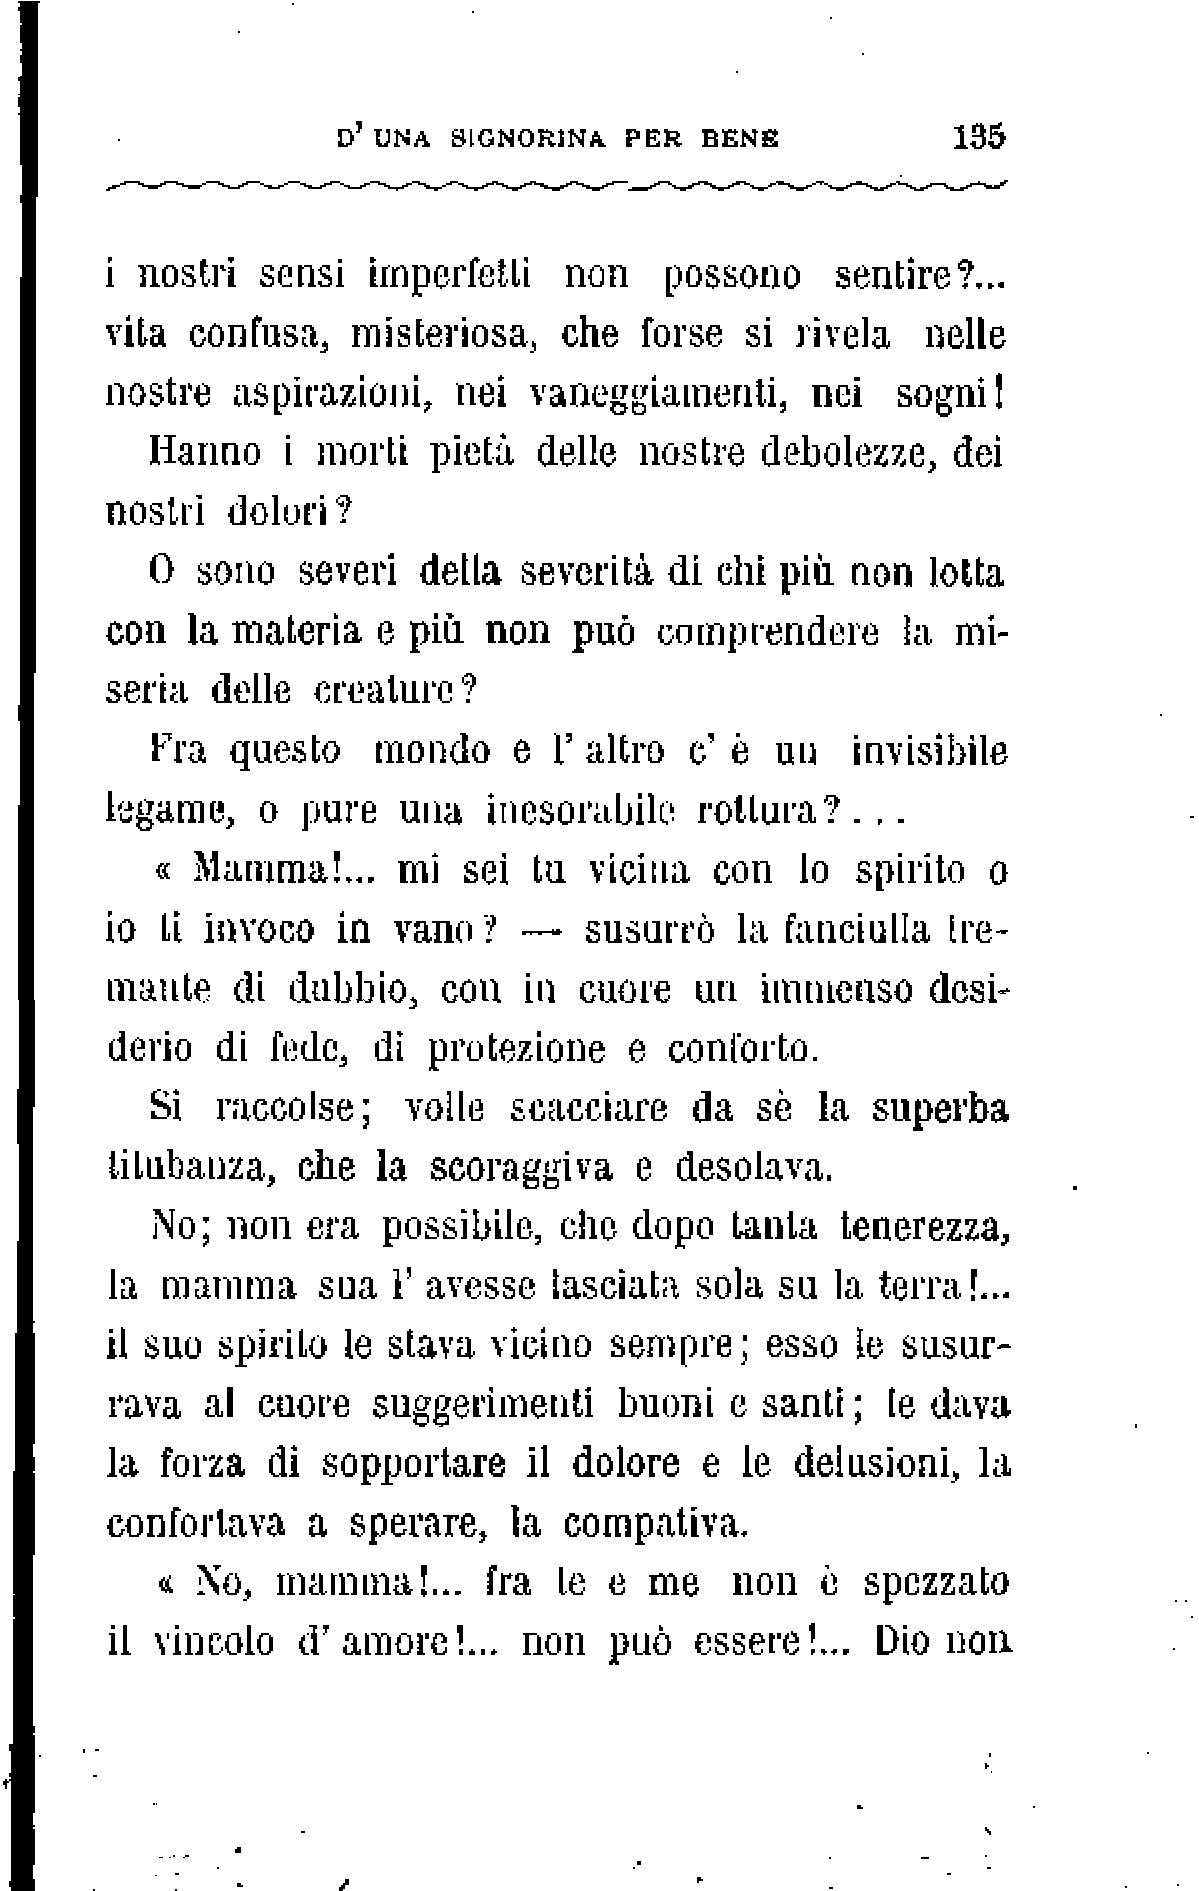 D' UNA SIGNORINA PER BENE 135
i nostri sensi imperfetti non possono sentire?...
vita confusa, misteriosa, che forse si rivela nelle
nostre aspirazioni, nei vaneggiamenti, nei sogni!
Hanno i morti pietà delle nostre debolezze, dei
nostri dolori?
O sono severi della severità di chi più non lotta
con la materia e più non può comprendere la mi-
seria delle creature?
Fra questo mondo e l' altro c' è un invisibile
legame, o pure una inesorabile rottura?...
« Mamma!... mi sei tu vicina con lo spirito o
io ti invoco in vano? — susurrò la fanciulla tre-
mante di dubbio, con in cuore un immenso desi-
derio di fede, di protezione e conforto.
Si raccolse; volle scacciare da sè la superba
titubanza, che la scoraggiva e desolava.
No; non era possibile, che dopo tanta tenerezza,
la mamma sua l' avesse lasciata sola su la terra!...
il suo spirito le stava vicino sempre; esso le susur-
rava al cuore suggerimenti buoni e santi; le dava
la forza di sopportare il dolore e le delusioni, la
confortava a sperare, la compativa.
« No, mamma!... fra te e me non è spezzato
il vincolo d' amore!... non può essere!... Dio non